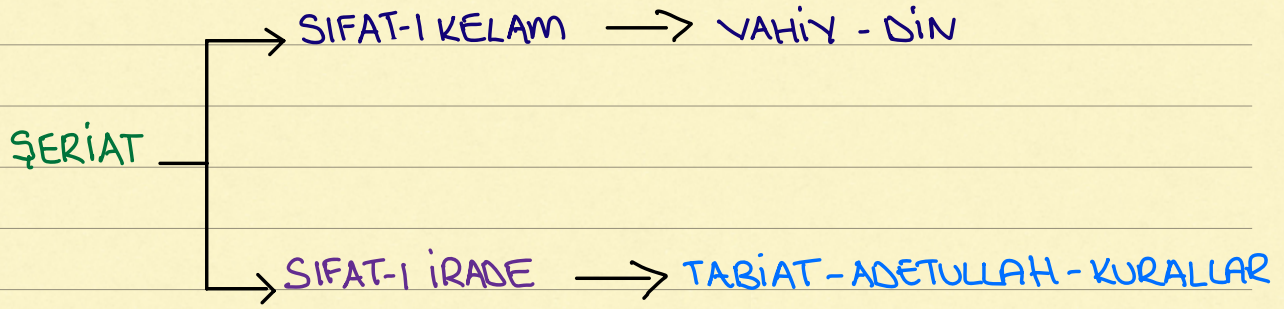 SIFAT-I KELAM → VAHİY - DİN
ŞERİAT
SIFAT-I İRADE → TABİAT-ADETULLAH-KURALLAR